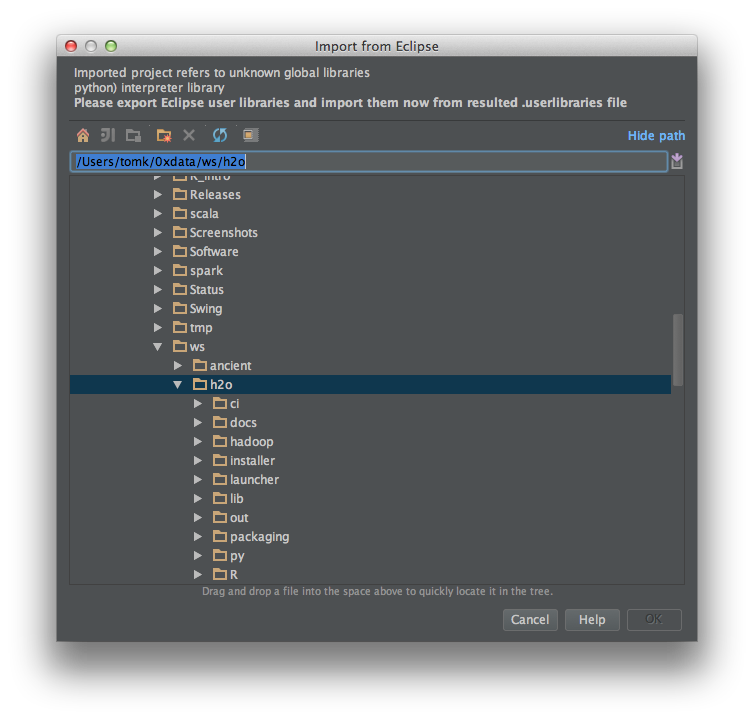 Import from Eclipse
Imported project refers to unknown global libraries
python) interpreter library
Please export Eclipse user libraries and import them now from resulted .userlibraries file
Hide path
/Users/tomk/0xdata/ws/h2o
R_intro
Releases
scala
Screenshots
Software
spark
Status
Swing
tmp
ws
ancient
h2o
ci
docs
hadoop
installer
launcher
lib
out
packaging
py
R
Drag and drop a file into the space above to quickly locate it in the tree.
Cancel Help OK